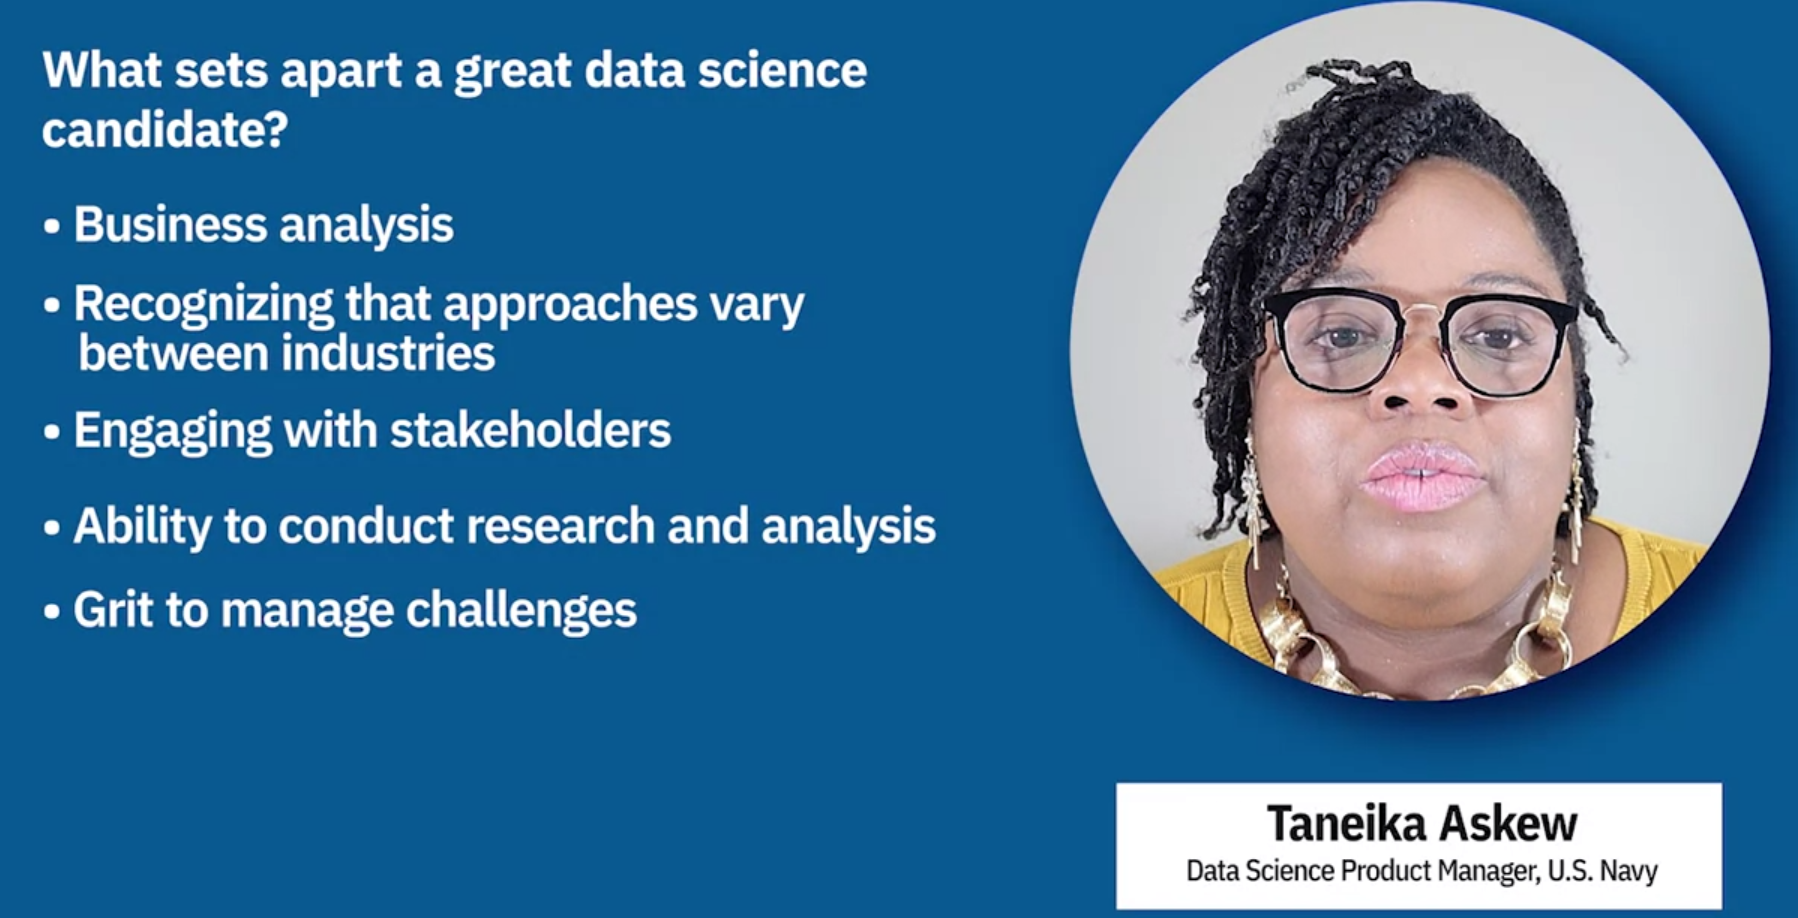 What sets apart a great data science
candidate?
• Business analysis
• Recognizing that approaches vary
between industries
• Engaging with stakeholders
• Ability to conduct research and analysis
• Grit to manage challenges
Taneika Askew
Data Science Product Manager, U.S. Navy